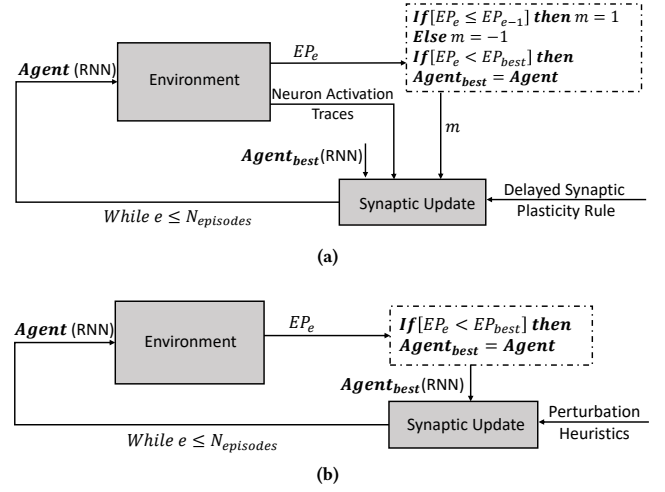 If[EP_e ≤ EP_{e−1}] then m = 1
Else m = −1
If[EP_e < EP_best] then
Agent_best = Agent
EP_e
Agent (RNN)
Environment
Neuron Activation
Traces
m
Agent_best(RNN)
Synaptic Update
Delayed Synaptic
Plasticity Rule
While e ≤ N_episodes
(a)
Agent (RNN)
Environment
EP_e
If[EP_e < EP_best] then
Agent_best = Agent
Agent_best(RNN)
Synaptic Update
Perturbation
Heuristics
While e ≤ N_episodes
(b)